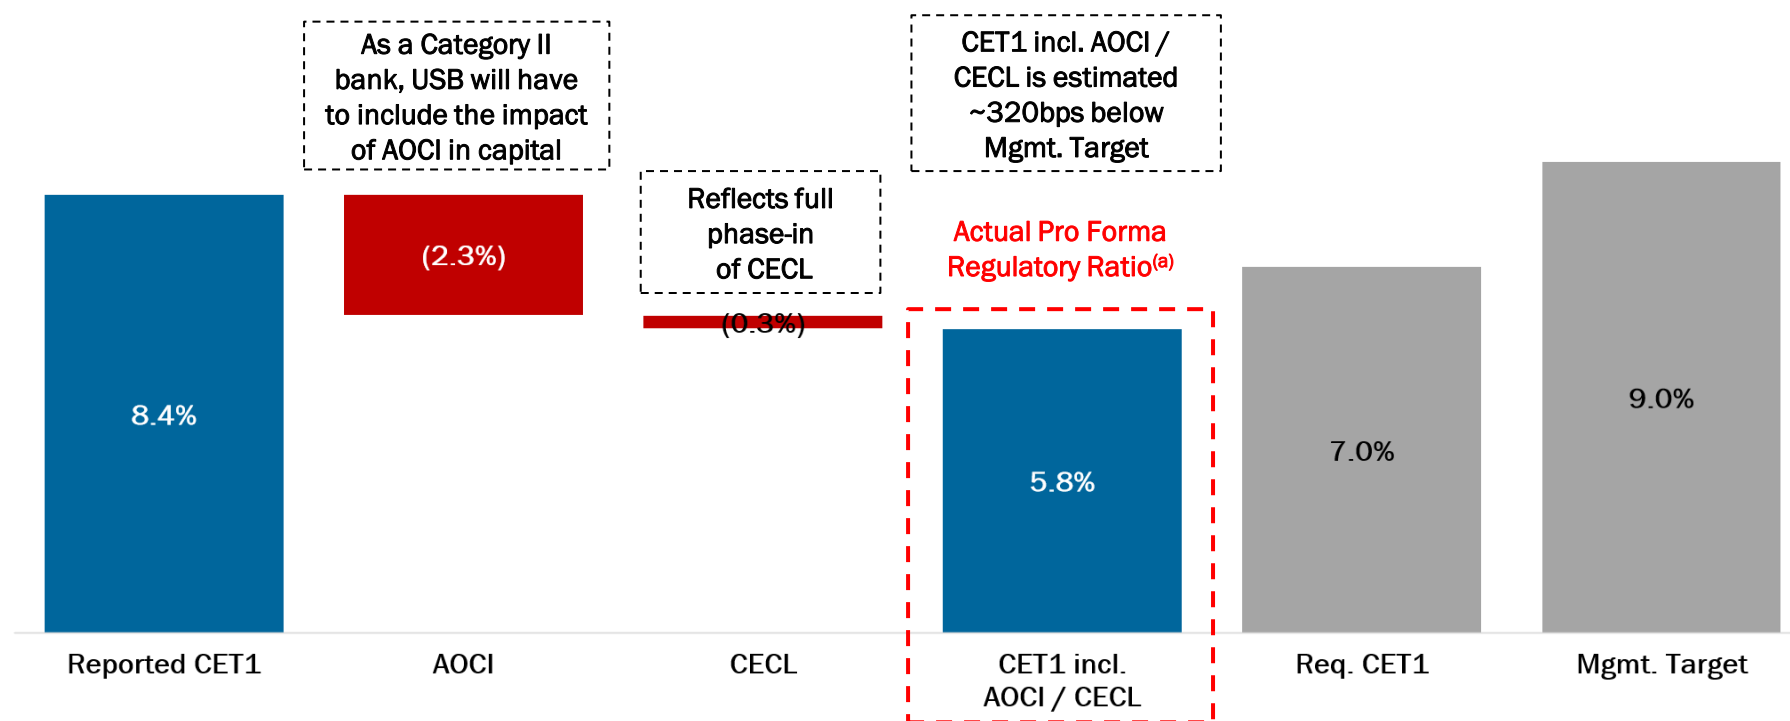 As a Category II
bank, USB will have
to include the impact
of AOCI in capital
CET1 incl. AOCI /
CECL is estimated
~320bps below
Mgmt. Target
Reflects full
phase-in
of CECL
Actual Pro Forma
Regulatory Ratio(a)
8.4%
(2.3%)
(0.3%)
5.8%
7.0%
9.0%
Reported CET1
AOCI
CECL
CET1 incl.
AOCI / CECL
Req. CET1
Mgmt. Target